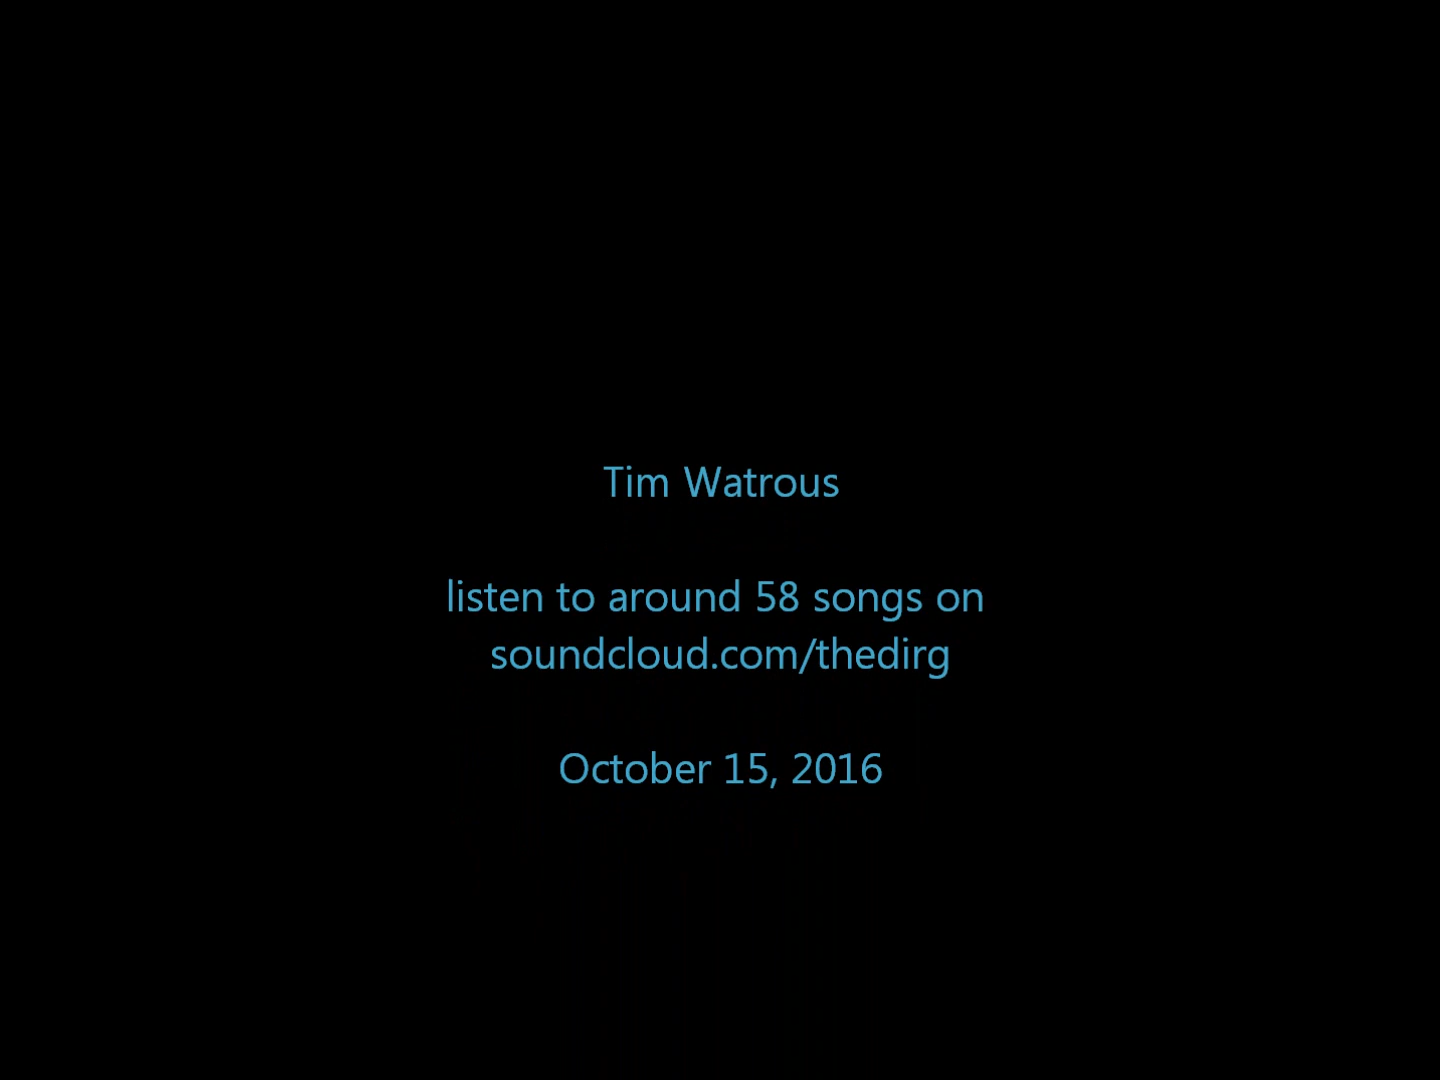 Tim Watrous
listen to around 58 songs on
soundcloud.com/thedirg
October 15, 2016